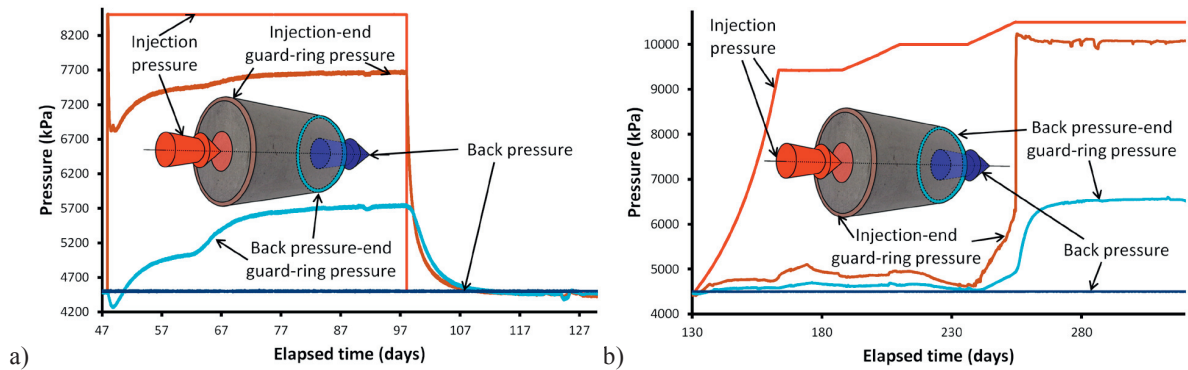 8200
7700
7200
6700
6200
5700
5200
4700
4200
Pressure (kPa)
Injection
pressure
Injection-end
guard-ring pressure
Back pressure
Back pressure-end
guard-ring pressure
47 57 67 77 87 97 107 117 127
Elapsed time (days)
a)
10000
9000
8000
7000
6000
5000
4000
Pressure (kPa)
Injection
pressure
Back pressure-end
guard-ring pressure
Injection-end
guard-ring pressure
Back pressure
130 180 230 280
Elapsed time (days)
b)